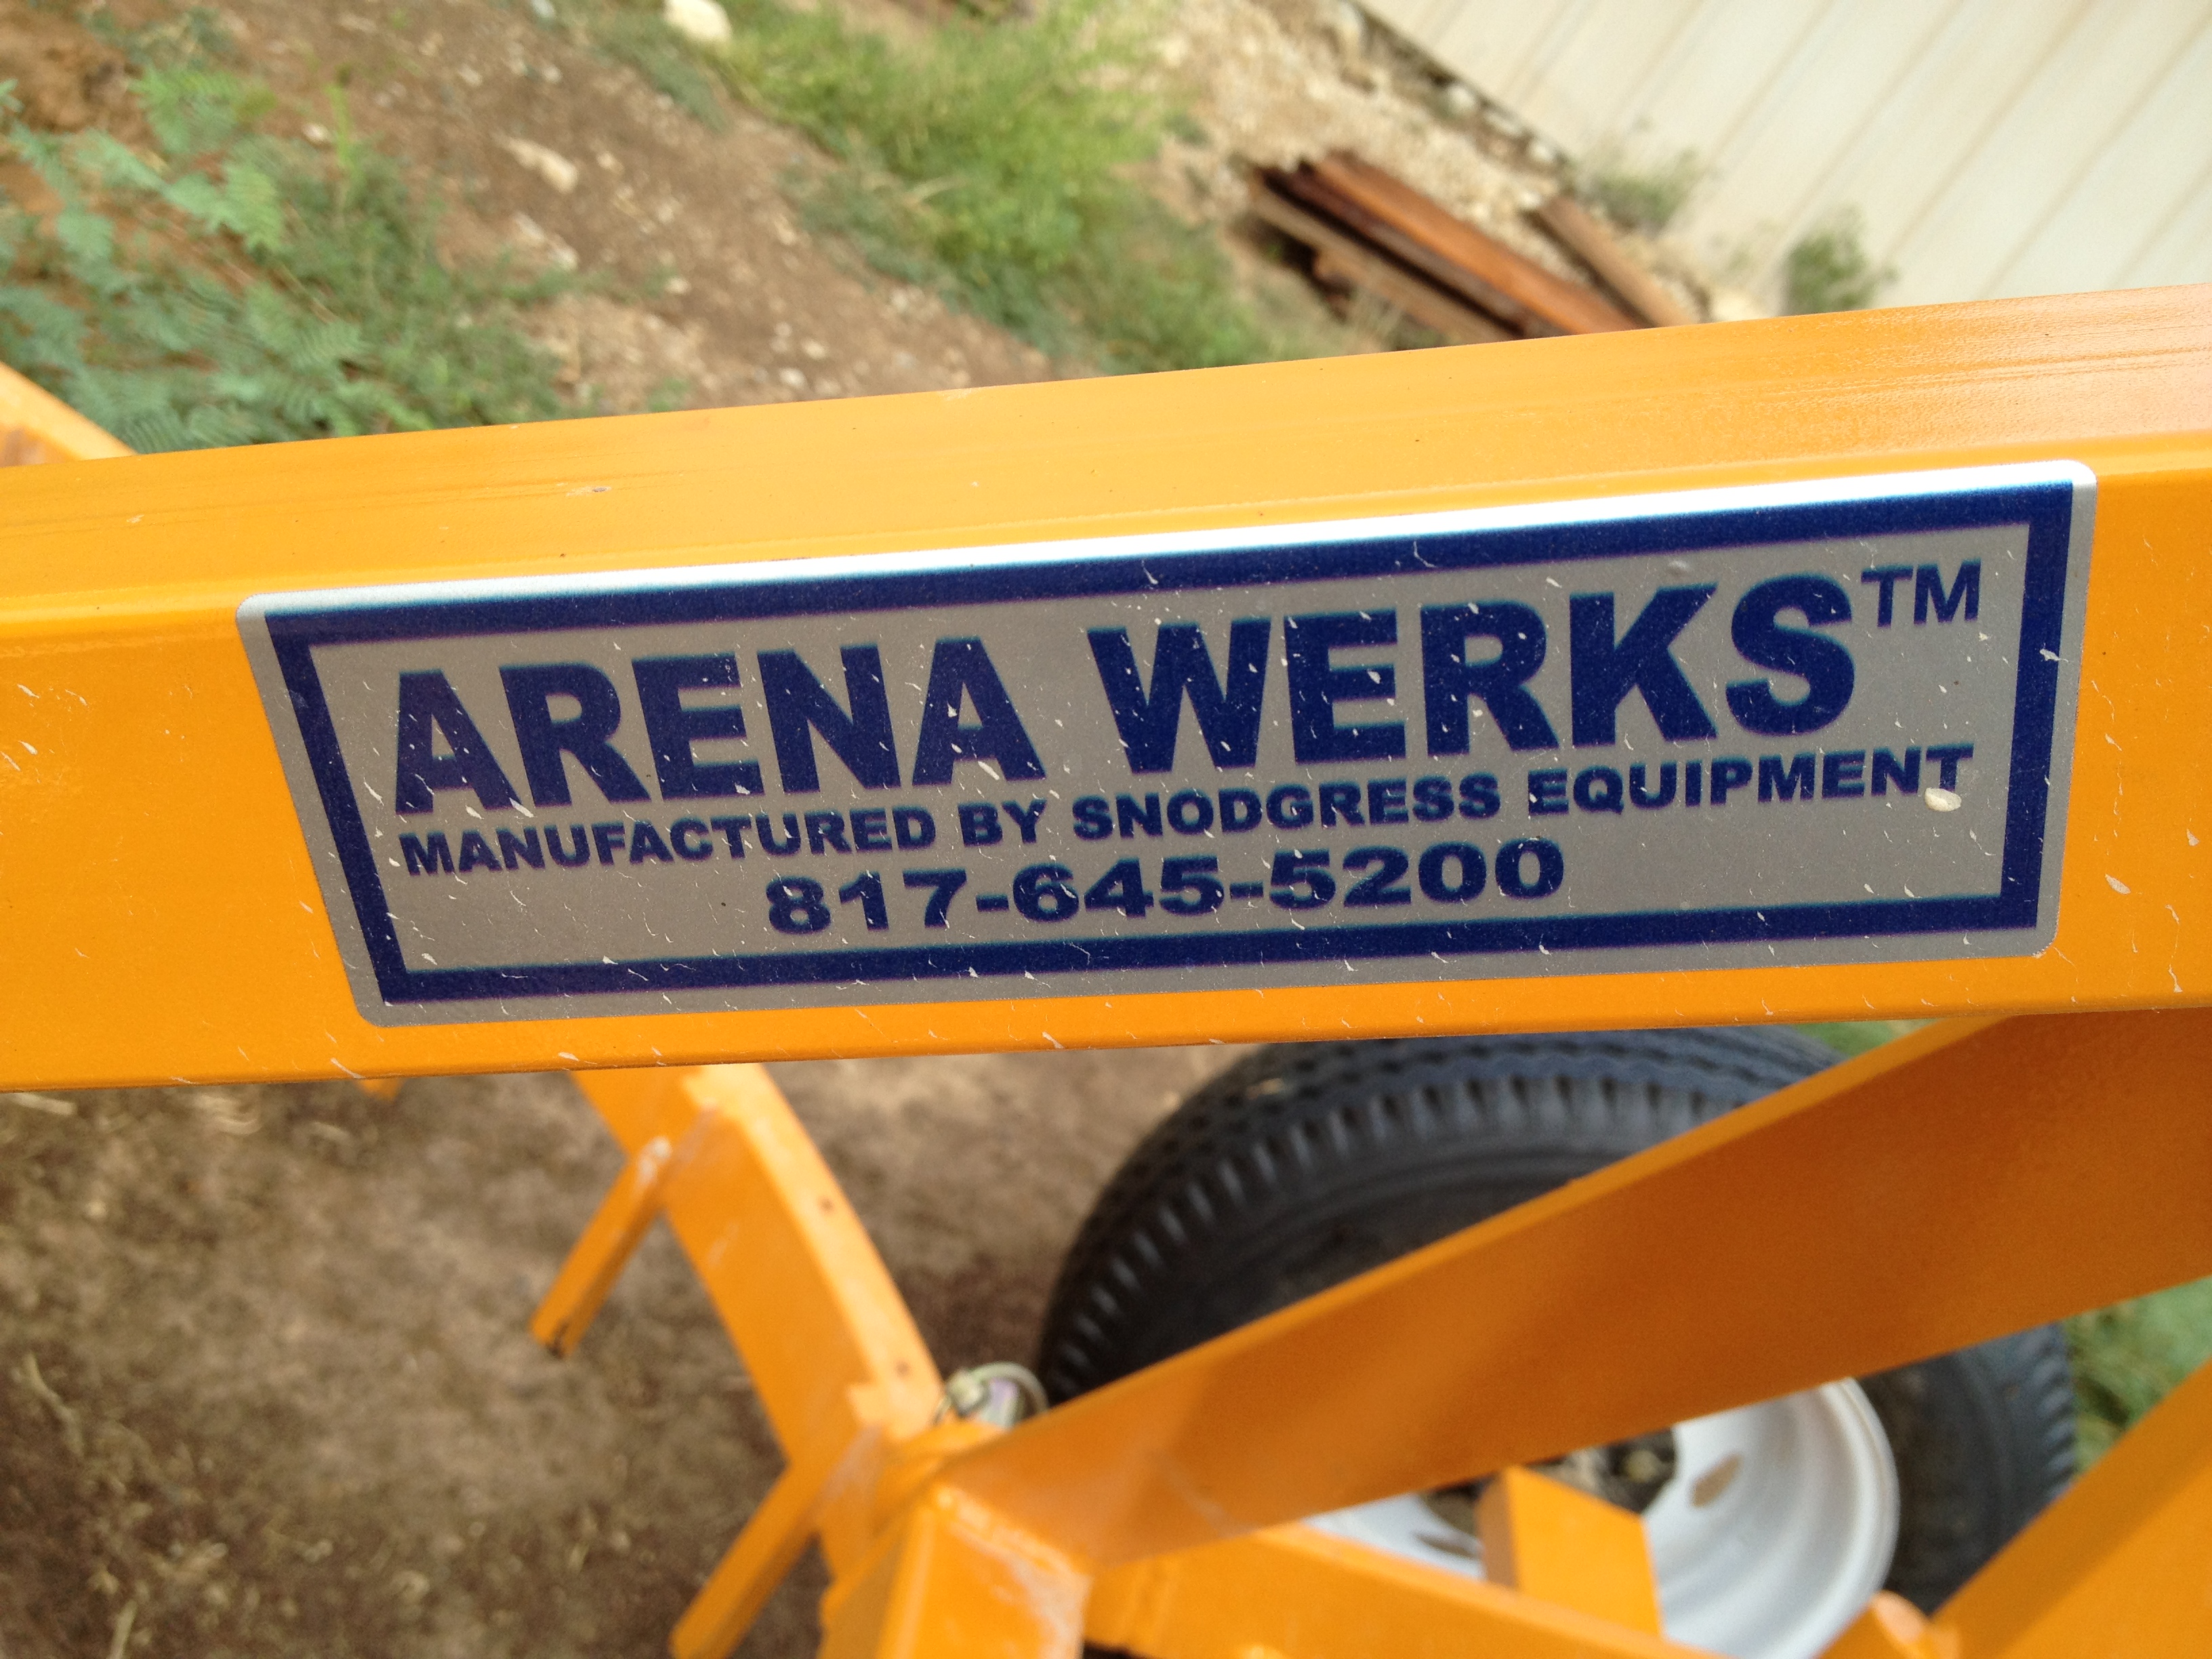 ARENA WERKS™
MANUFACTURED BY SNODGRESS EQUIPMENT
817-645-5200